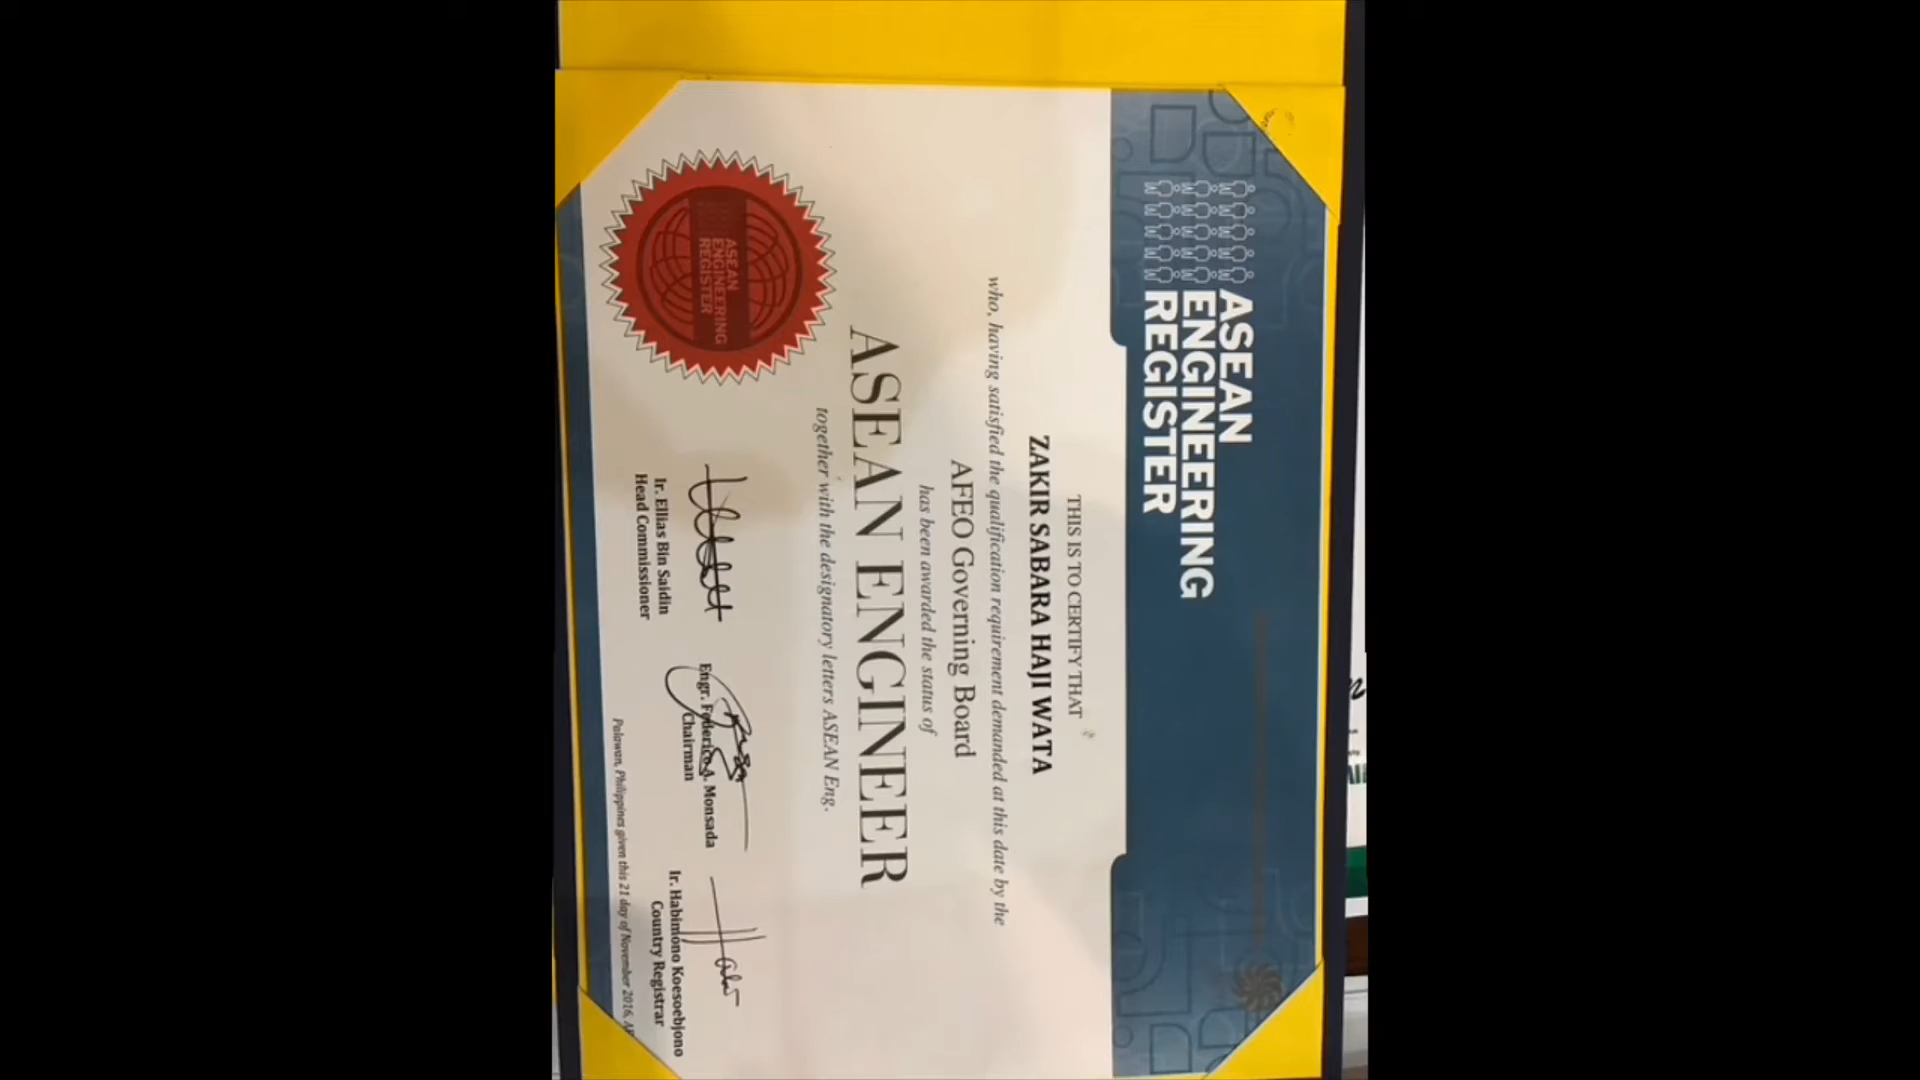 ASEAN
ENGINEERING
REGISTER
THIS IS TO CERTIFY THAT
ZAKIR SABARA HAJI WATA
who, having satisfied the qualification requirement demanded at this date by the
AFEO Governing Board
has been awarded the status of
ASEAN ENGINEER
together with the designatory letters ASEAN Eng.
ASEAN
ENGINEERING
REGISTER
Ir. Ellias Bin Saidin
Head Commissioner
Engr. Federico A. Monsada
Chairman
Ir. Habimono Koesoebjono
Country Registrar
Palawan, Philippines given this 21 day of November 2016,